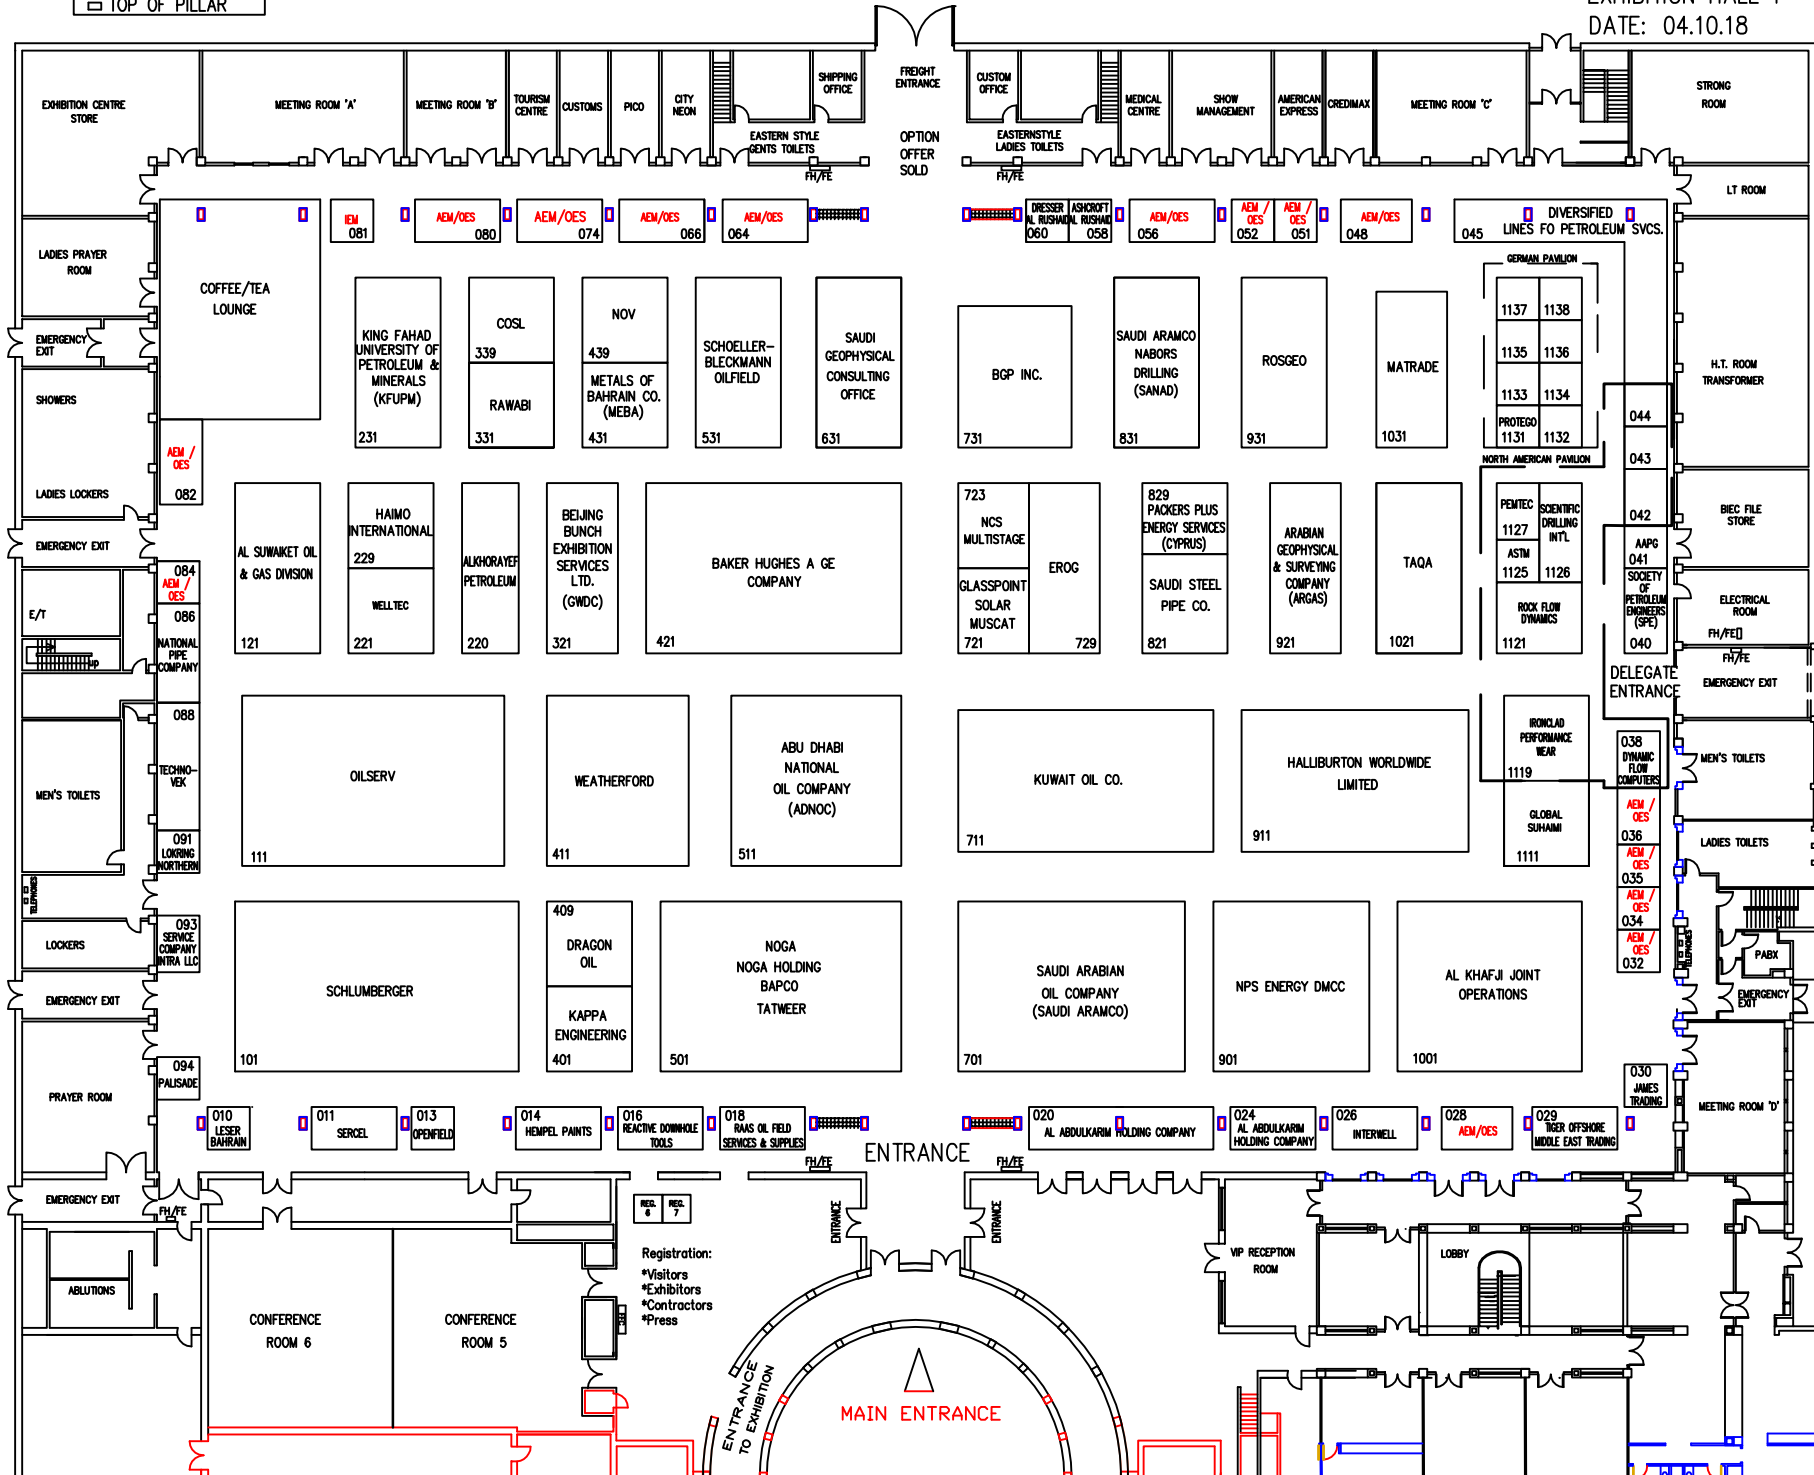 TOP OF PILLAR
DATE: 04.10.18
EXHIBITION CENTRE
STORE
MEETING ROOM 'A'
MEETING ROOM 'B'
TOURISM
CENTRE
CUSTOMS
PICO
CITY
NEON
SHIPPING
OFFICE
EASTERN STYLE
GENTS TOILETS
FREIGHT
ENTRANCE
OPTION
OFFER
SOLD
CUSTOM
OFFICE
EASTERNSTYLE
LADIES TOILETS
MEDICAL
CENTRE
SHOW
MANAGEMENT
AMERICAN
EXPRESS
CREDIMAX
MEETING ROOM 'C'
STRONG
ROOM
FH/FE
FH/FE
LT ROOM
IEM
081
AEM/OES
080
AEM/OES
074
AEM/OES
066
AEM/OES
064
DRESSER
AL RUSHAID
060
ASHCROFT
AL RUSHAID
058
AEM/OES
056
AEM /
OES
052
AEM /
OES
051
AEM/OES
048
DIVERSIFIED
LINES FO PETROLEUM SVCS.
045
LADIES PRAYER
ROOM
COFFEE/TEA
LOUNGE
EMERGENCY
EXIT
SHOWERS
LADIES LOCKERS
EMERGENCY EXIT
AEM /
OES
082
KING FAHAD
UNIVERSITY OF
PETROLEUM &
MINERALS
(KFUPM)
231
COSL
339
RAWABI
331
NOV
439
METALS OF
BAHRAIN CO.
(MEBA)
431
SCHOELLER-
BLECKMANN
OILFIELD
531
SAUDI
GEOPHYSICAL
CONSULTING
OFFICE
631
BGP INC.
731
SAUDI ARAMCO
NABORS
DRILLING
(SANAD)
831
ROSGEO
931
MATRADE
1031
GERMAN PAVILION
1137
1138
1135
1136
1133
1134
PROTEGO
1131
1132
NORTH AMERICAN PAVILION
044
043
042
AAPG
041
SOCIETY
OF
PETROLEUM
ENGINEERS
(SPE)
040
H.T. ROOM
TRANSFORMER
BIEC FILE
STORE
ELECTRICAL
ROOM
FH/FE
FH/FE
EMERGENCY EXIT
DELEGATE
ENTRANCE
AL SUWAIKET OIL
& GAS DIVISION
121
HAIMO
INTERNATIONAL
229
WELLTEC
221
ALKHORAYEF
PETROLEUM
220
BEIJING
BUNCH
EXHIBITION
SERVICES
LTD.
(GWDC)
321
BAKER HUGHES A GE
COMPANY
421
723
NCS
MULTISTAGE
GLASSPOINT
SOLAR
MUSCAT
721
EROG
729
829
PACKERS PLUS
ENERGY SERVICES
(CYPRUS)
SAUDI STEEL
PIPE CO.
821
ARABIAN
GEOPHYSICAL
& SURVEYING
COMPANY
(ARGAS)
921
TAQA
1021
PEMTEC
1127
ASTM
1125
SCIENTIFIC
DRILLING
INT'L
1126
ROCK FLOW
DYNAMICS
1121
E/T
up
084
AEM /
OES
086
NATIONAL
PIPE
COMPANY
088
TECHNO-
VEK
091
LOKRING
NORTHERN
093
SERVICE
COMPANY
INTRA LLC
094
PALISADE
MEN'S TOILETS
TELEPHONES
LOCKERS
EMERGENCY EXIT
PRAYER ROOM
OILSERV
111
WEATHERFORD
411
ABU DHABI
NATIONAL
OIL COMPANY
(ADNOC)
511
KUWAIT OIL CO.
711
HALLIBURTON WORLDWIDE
LIMITED
911
IRONCLAD
PERFORMANCE
WEAR
1119
GLOBAL
SUHAIMI
1111
038
DYNAMIC
FLOW
COMPUTERS
AEM /
OES
036
AEM /
OES
035
AEM /
OES
034
AEM /
OES
032
MEN'S TOILETS
LADIES TOILETS
TELEPHONES
PABX
EMERGENCY
EXIT
MEETING ROOM 'D'
SCHLUMBERGER
101
409
DRAGON
OIL
KAPPA
ENGINEERING
401
NOGA
NOGA HOLDING
BAPCO
TATWEER
501
SAUDI ARABIAN
OIL COMPANY
(SAUDI ARAMCO)
701
NPS ENERGY DMCC
901
AL KHAFJI JOINT
OPERATIONS
1001
030
JAMES
TRADING
010
LESER
BAHRAIN
011
SERCEL
013
OPENFIELD
014
HEMPEL PAINTS
016
REACTIVE DOWNHOLE
TOOLS
018
RAAS OIL FIELD
SERVICES & SUPPLIES
020
AL ABDULKARIM HOLDING COMPANY
024
AL ABDULKARIM
HOLDING COMPANY
026
INTERWELL
028
AEM/OES
029
TIGER OFFSHORE
MIDDLE EAST TRADING
ENTRANCE
FH/FE
FH/FE
EMERGENCY EXIT
FH/FE
ABLUTIONS
CONFERENCE
ROOM 6
CONFERENCE
ROOM 5
REG.
6
REG.
7
Registration:
*Visitors
*Exhibitors
*Contractors
*Press
ENTRANCE
ENTRANCE
VIP RECEPTION
ROOM
LOBBY
ENTRANCE
TO EXHIBITION
MAIN ENTRANCE